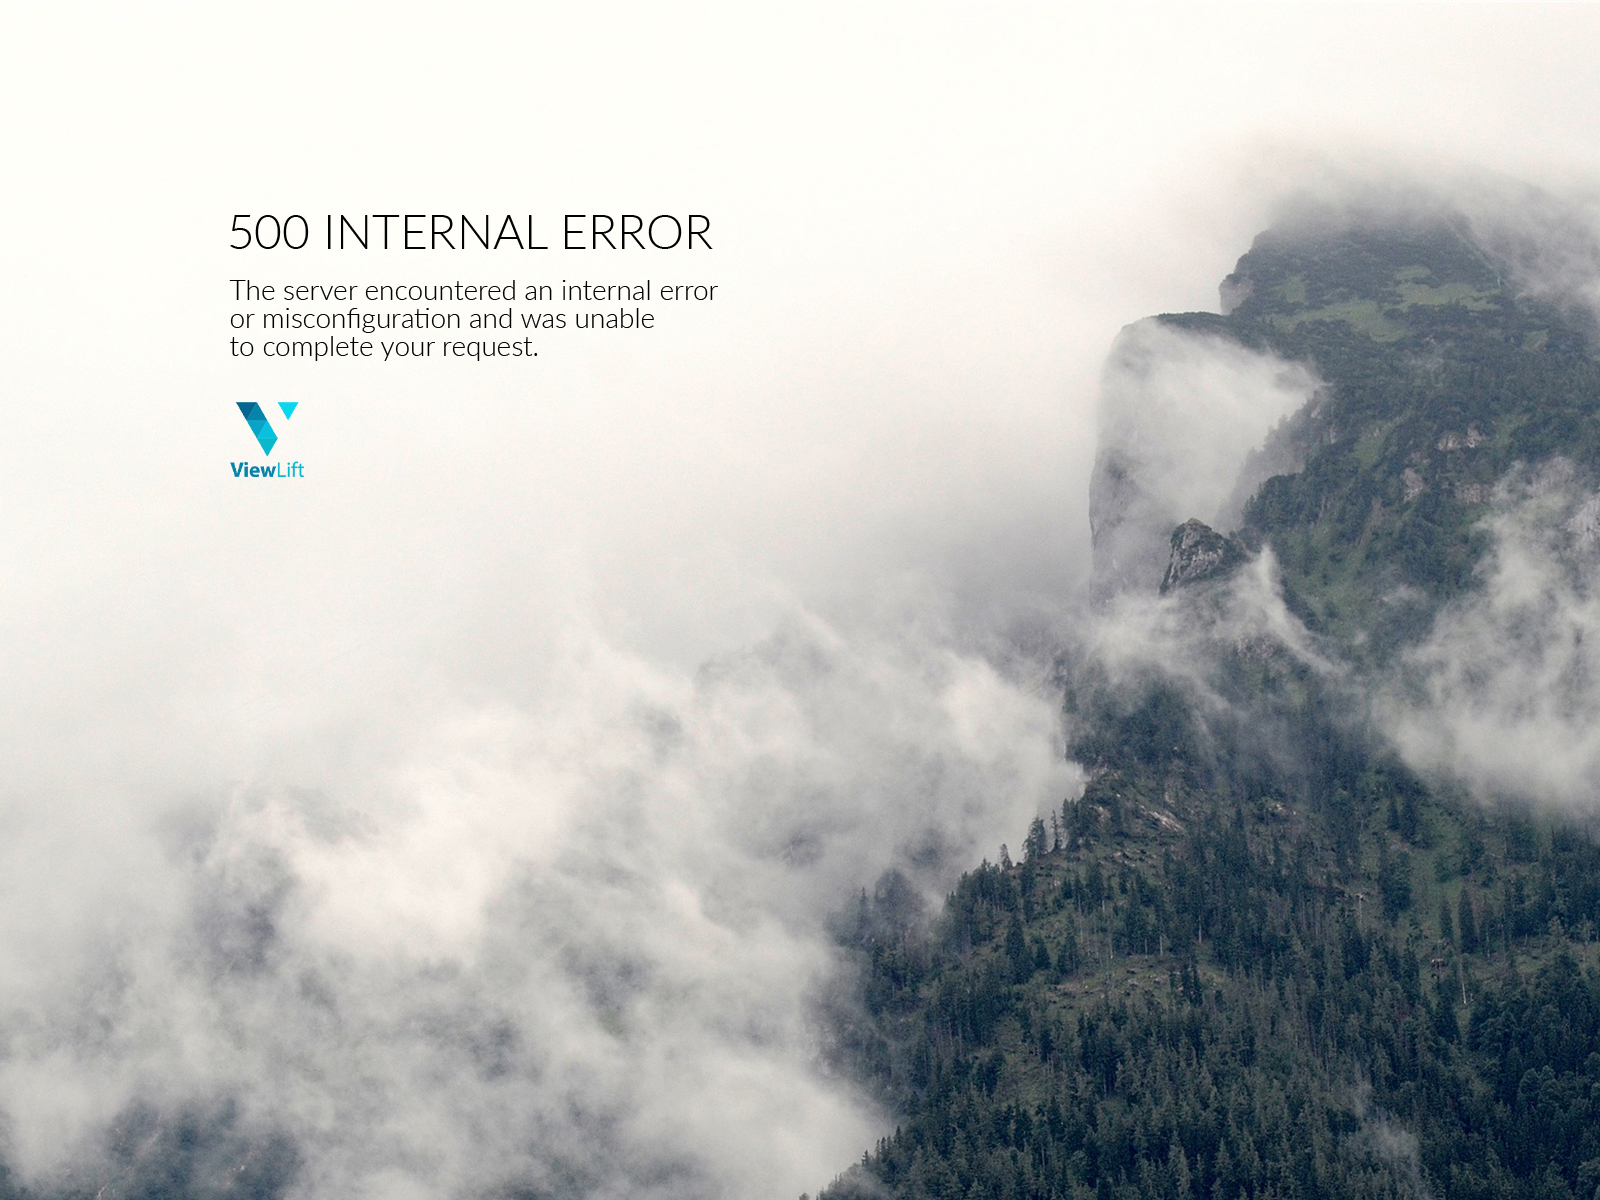 500 INTERNAL ERROR
The server encountered an internal error
or misconfiguration and was unable
to complete your request.
ViewLift